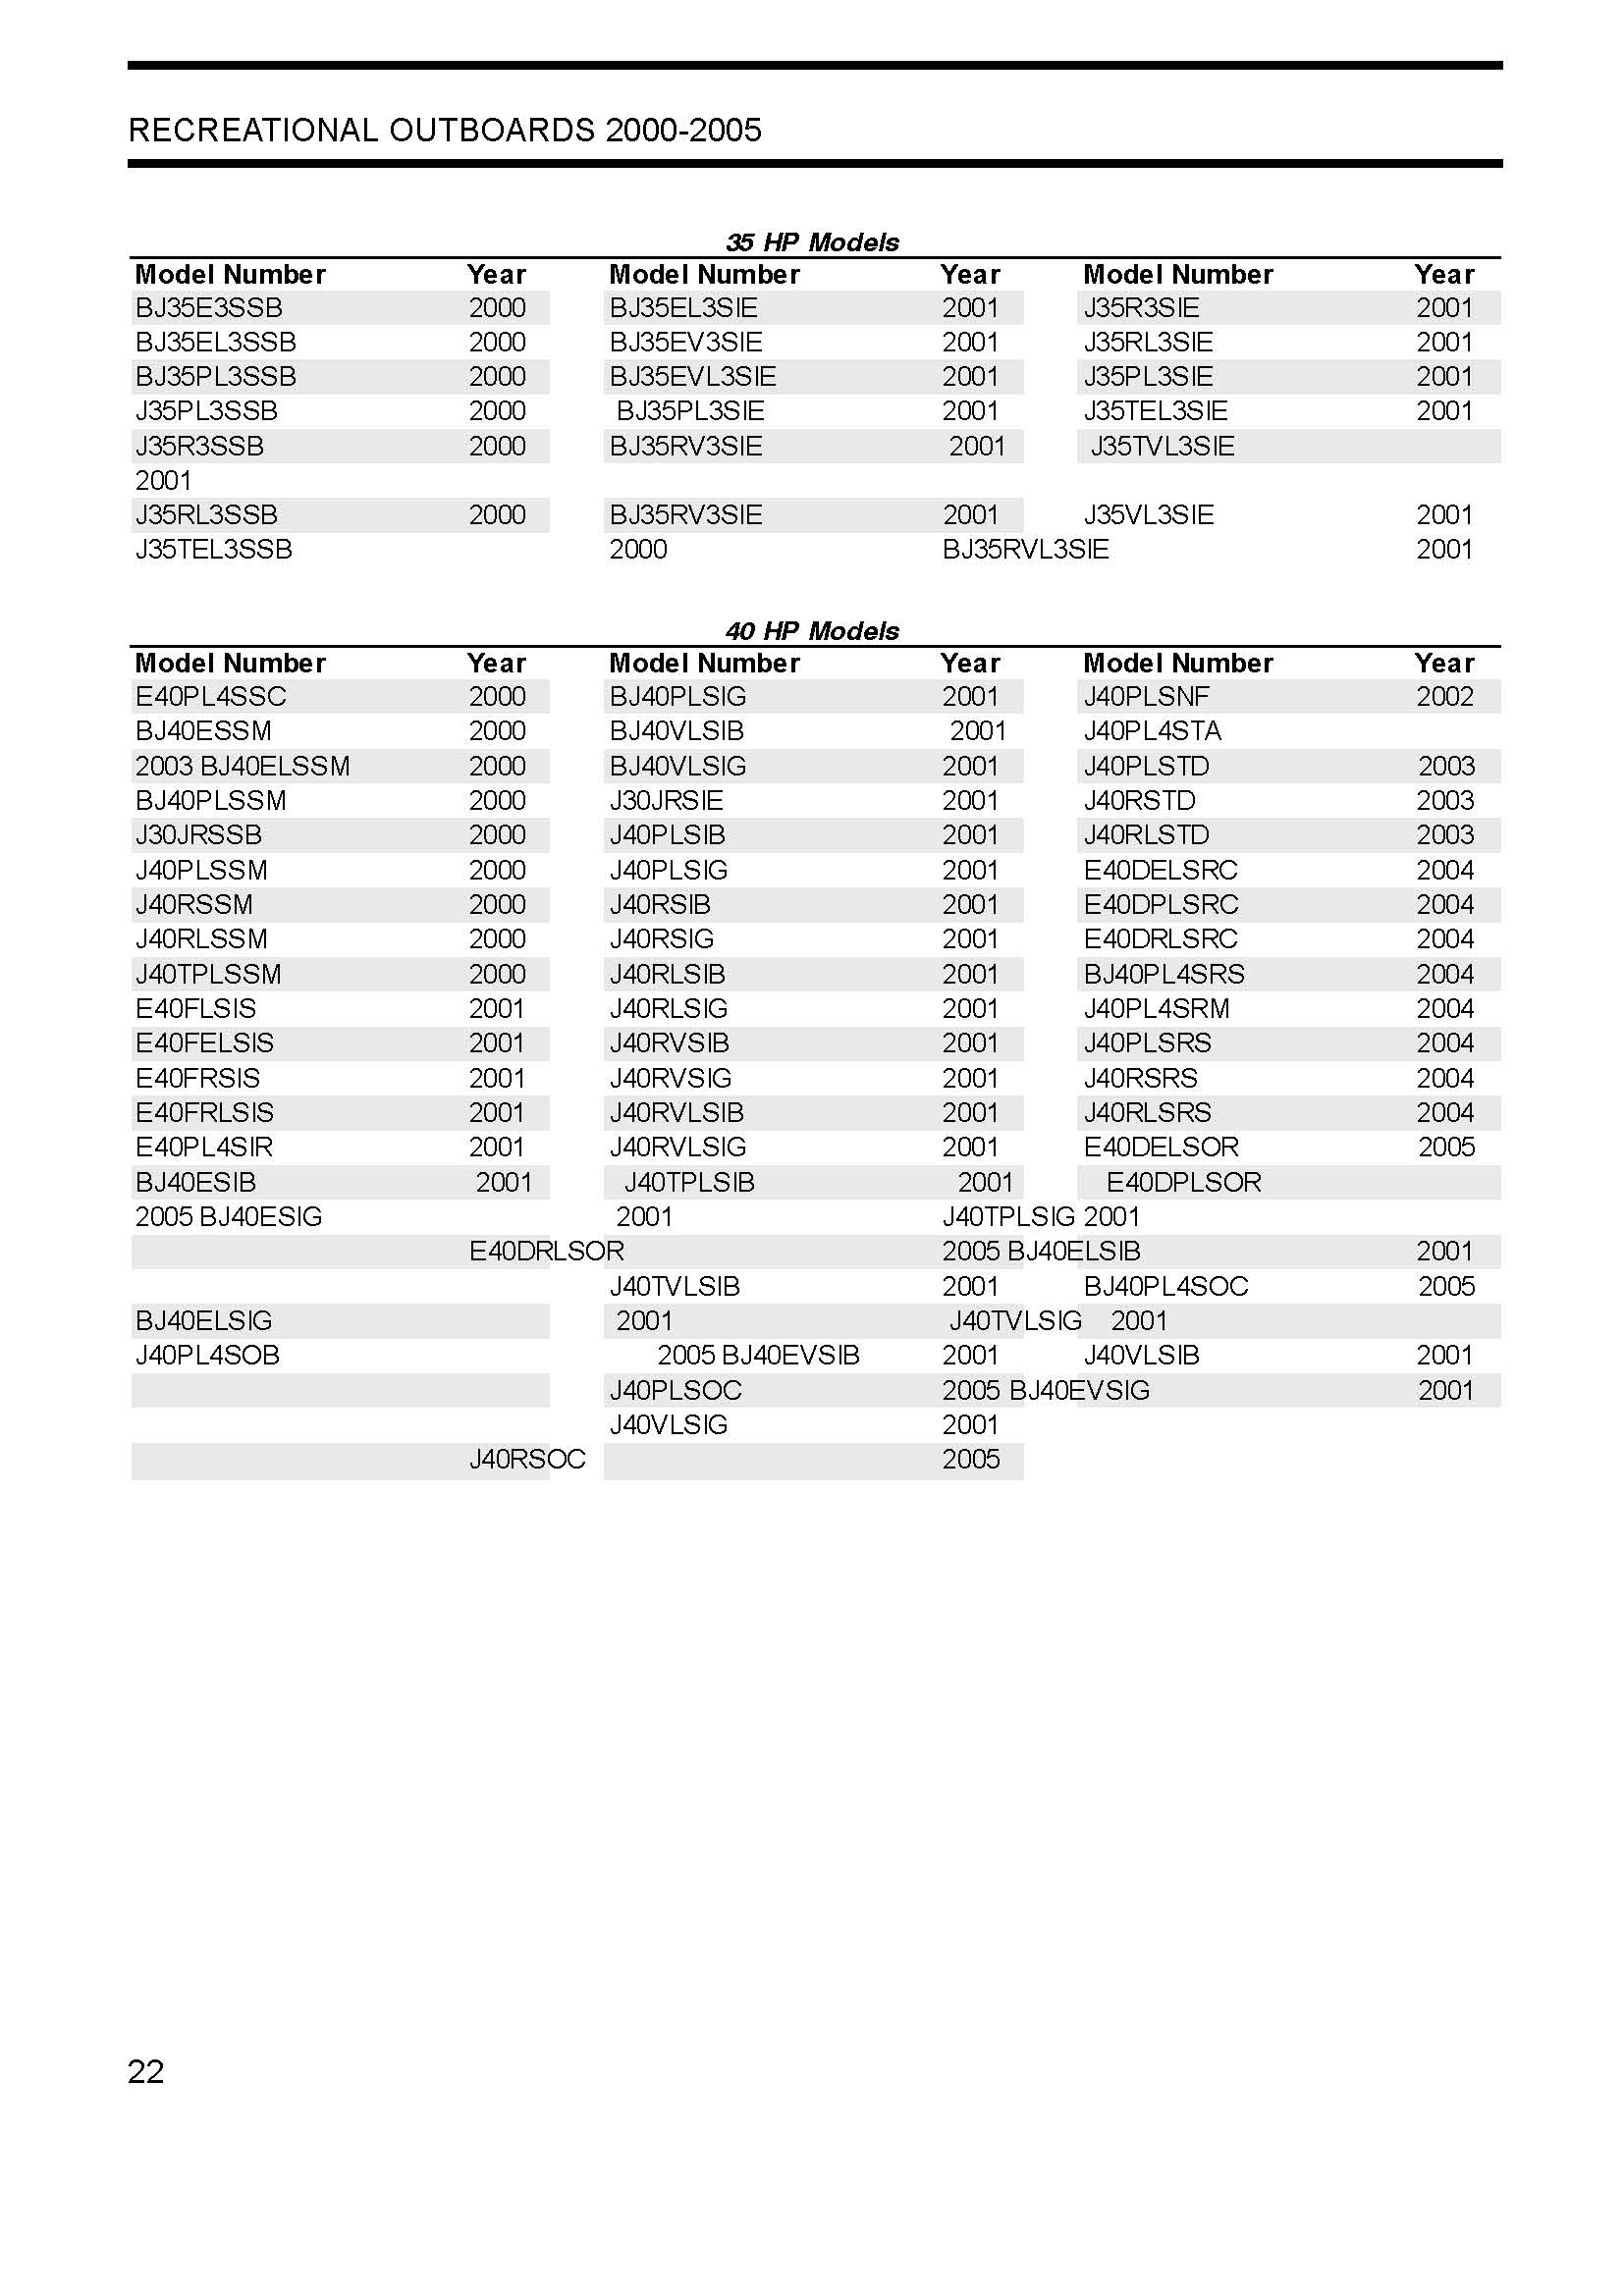 RECREATIONAL OUTBOARDS 2000-2005
35 HP Models
Model Number Year Model Number Year Model Number Year
BJ35E3SSB 2000 BJ35EL3SIE 2001 J35R3SIE 2001
BJ35EL3SSB 2000 BJ35EV3SIE 2001 J35RL3SIE 2001
BJ35PL3SSB 2000 BJ35EVL3SIE 2001 J35PL3SIE 2001
J35PL3SSB 2000 BJ35PL3SIE 2001 J35TEL3SIE 2001
J35R3SSB 2000 BJ35RV3SIE 2001 J35TVL3SIE
2001
J35RL3SSB 2000 BJ35RV3SIE 2001 J35VL3SIE 2001
J35TEL3SSB 2000 BJ35RVL3SIE 2001
40 HP Models
Model Number Year Model Number Year Model Number Year
E40PL4SSC 2000 BJ40PLSIG 2001 J40PLSNF 2002
BJ40ESSM 2000 BJ40VLSIB 2001 J40PL4STA
2003 BJ40ELSSM 2000 BJ40VLSIG 2001 J40PLSTD 2003
BJ40PLSSM 2000 J30JRSIE 2001 J40RSTD 2003
J30JRSSB 2000 J40PLSIB 2001 J40RLSTD 2003
J40PLSSM 2000 J40PLSIG 2001 E40DELSRC 2004
J40RSSM 2000 J40RSIB 2001 E40DPLSRC 2004
J40RLSSM 2000 J40RSIG 2001 E40DRLSRC 2004
J40TPLSSM 2000 J40RLSIB 2001 BJ40PL4SRS 2004
E40FLSIS 2001 J40RLSIG 2001 J40PL4SRM 2004
E40FELSIS 2001 J40RVSIB 2001 J40PLSRS 2004
E40FRSIS 2001 J40RVSIG 2001 J40RSRS 2004
E40FRLSIS 2001 J40RVLSIB 2001 J40RLSRS 2004
E40PL4SIR 2001 J40RVLSIG 2001 E40DELSOR 2005
BJ40ESIB 2001 J40TPLSIB 2001 E40DPLSOR
2005 BJ40ESIG 2001 J40TPLSIG 2001
E40DRLSOR 2005 BJ40ELSIB 2001
J40TVLSIB 2001 BJ40PL4SOC 2005
BJ40ELSIG 2001 J40TVLSIG 2001
J40PL4SOB 2005 BJ40EVSIB 2001 J40VLSIB 2001
J40PLSOC 2005 BJ40EVSIG 2001
J40VLSIG 2001
J40RSOC 2005
22